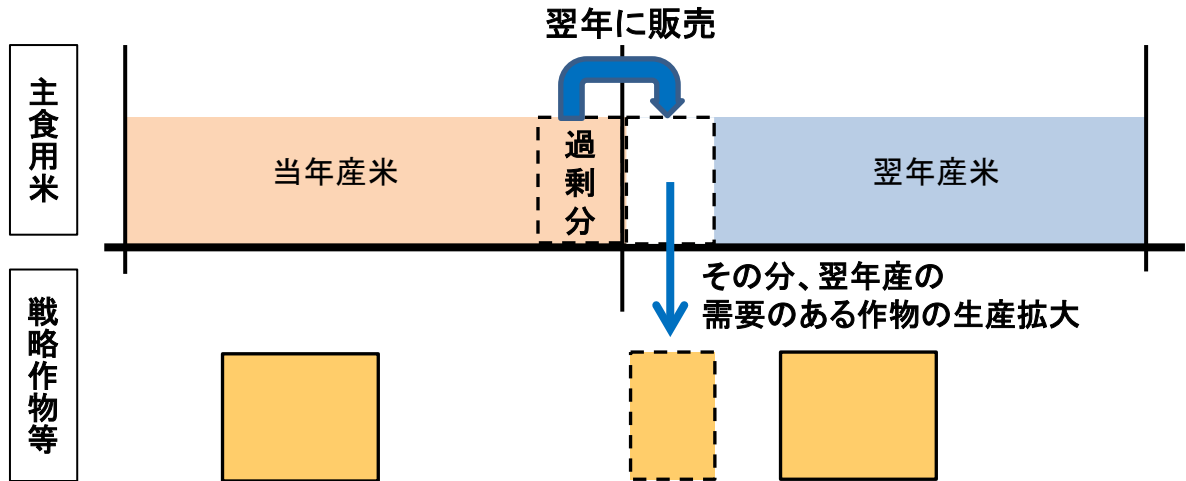 翌年に販売
主食用米
当年産米
過剰分
翌年産米
その分、翌年産の
需要のある作物の生産拡大
戦略作物等